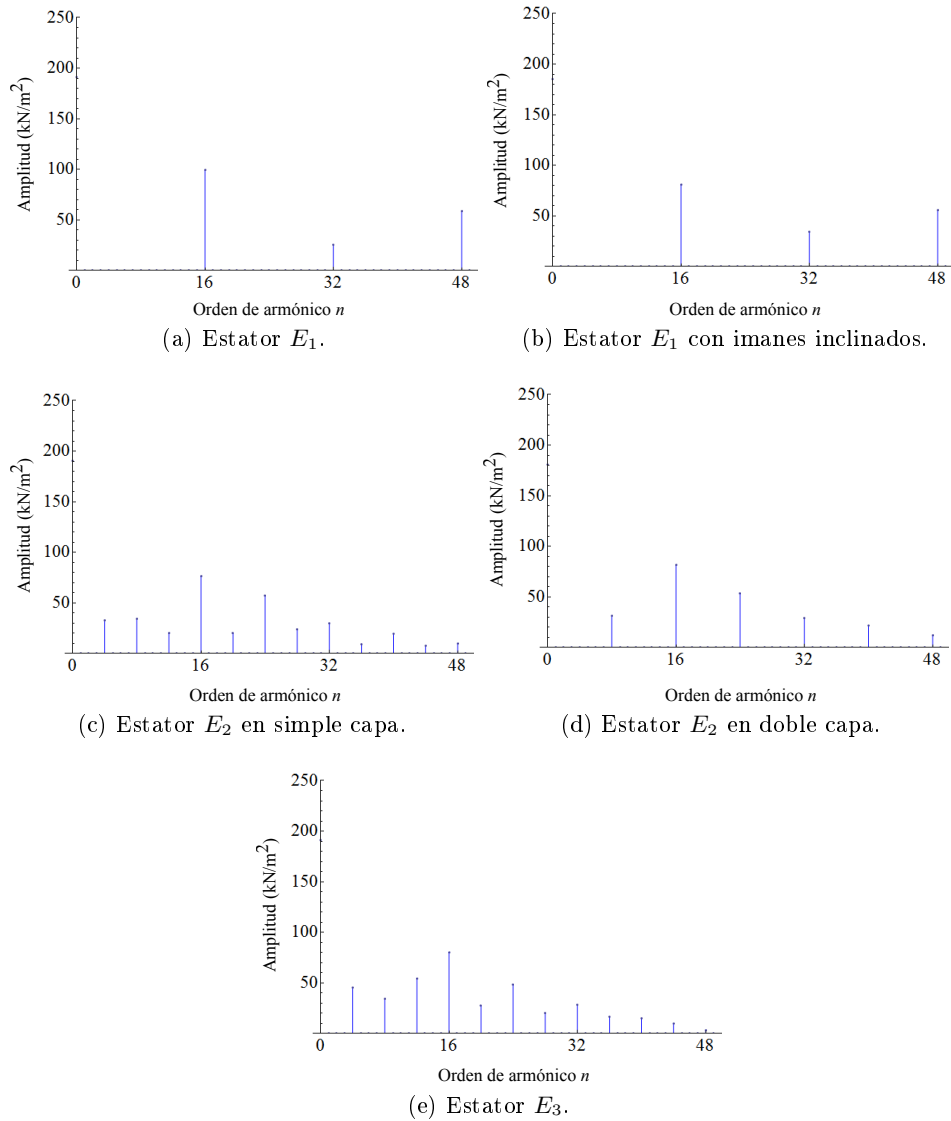 250
200
150
100
50
Amplitud (kN/m²)
0 16 32 48
Orden de armónico n
(a) Estator E₁.
250
200
150
100
50
Amplitud (kN/m²)
0 16 32 48
Orden de armónico n
(b) Estator E₁ con imanes inclinados.
250
200
150
100
50
Amplitud (kN/m²)
0 16 32 48
Orden de armónico n
(c) Estator E₂ en simple capa.
250
200
150
100
50
Amplitud (kN/m²)
0 16 32 48
Orden de armónico n
(d) Estator E₂ en doble capa.
250
200
150
100
50
Amplitud (kN/m²)
0 16 32 48
Orden de armónico n
(e) Estator E₃.